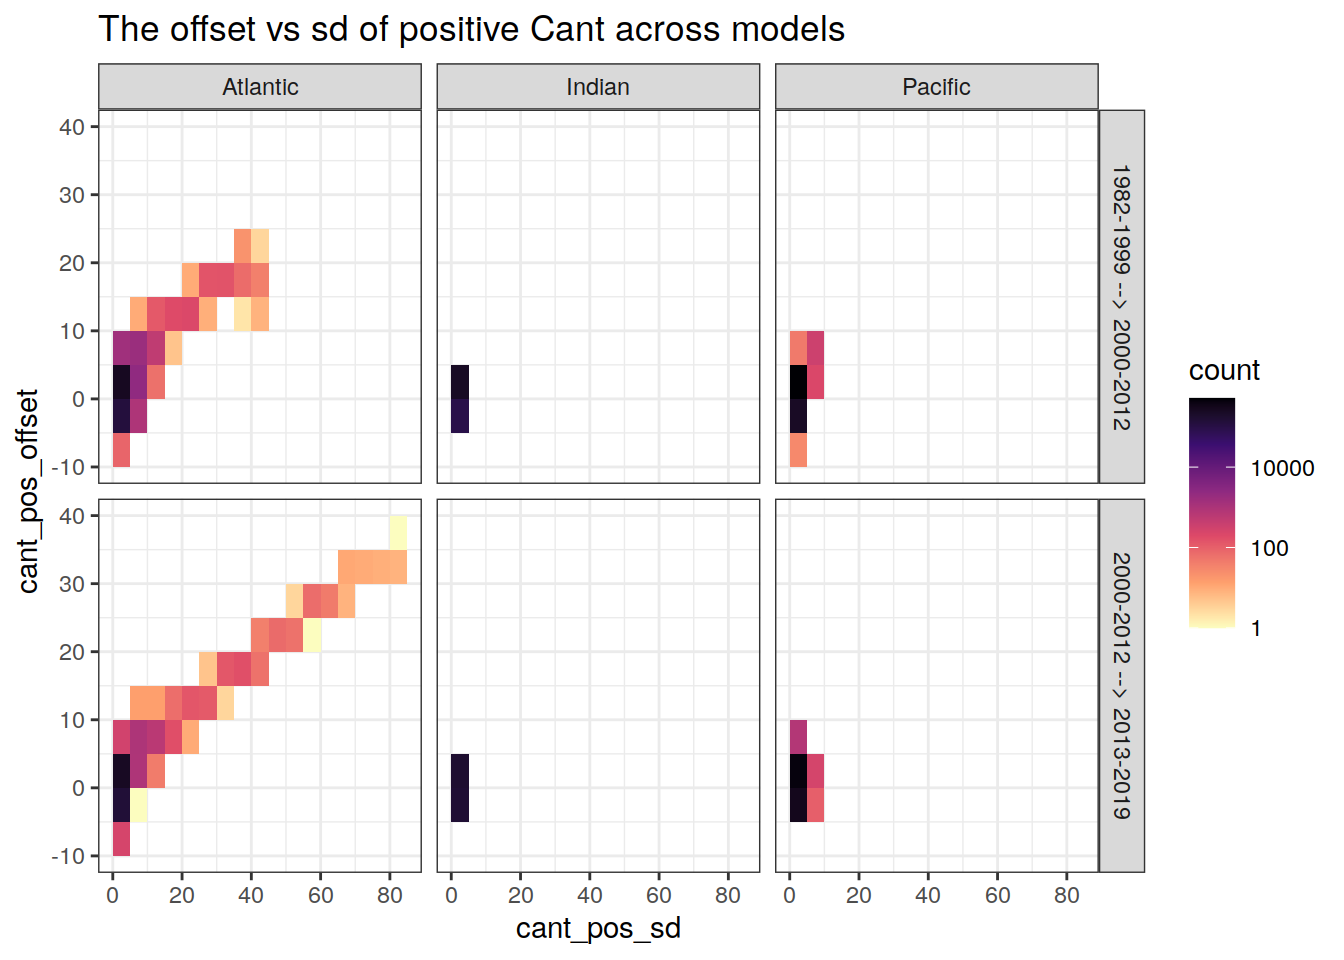 The offset vs sd of positive Cant across models
Atlantic
Indian
Pacific
40
30
20
10
0
-10
1982-1999 --> 2000-2012
40
30
20
10
0
-10
2000-2012 --> 2013-2019
0 20 40 60 80
0 20 40 60 80
0 20 40 60 80
cant_pos_sd
cant_pos_offset
count
10000
100
1